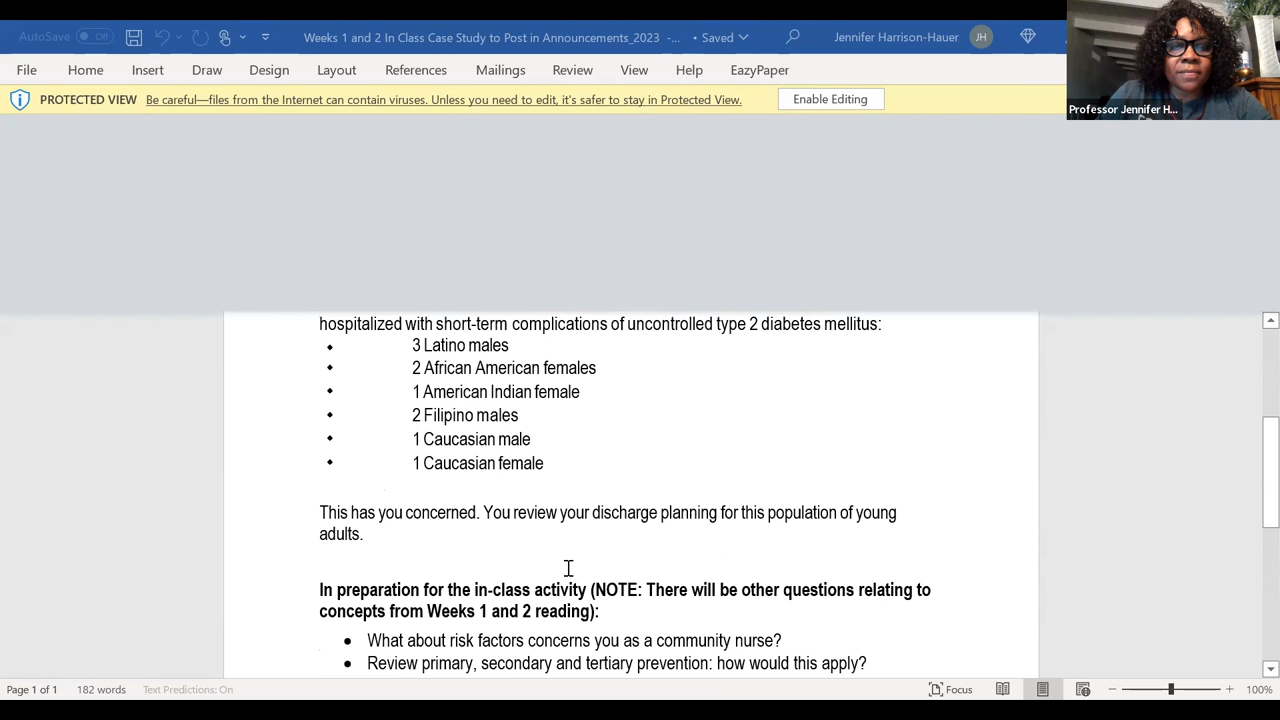 AutoSave Off Weeks 1 and 2 In Class Case Study to Post in Announcements_2023 -... • Saved Jennifer Harrison-Hauer JH
File Home Insert Draw Design Layout References Mailings Review View Help EazyPaper
PROTECTED VIEW Be careful—files from the Internet can contain viruses. Unless you need to edit, it's safer to stay in Protected View. Enable Editing
Professor Jennifer H...
hospitalized with short-term complications of uncontrolled type 2 diabetes mellitus:
3 Latino males
2 African American females
1 American Indian female
2 Filipino males
1 Caucasian male
1 Caucasian female
This has you concerned. You review your discharge planning for this population of young
adults.
In preparation for the in-class activity (NOTE: There will be other questions relating to
concepts from Weeks 1 and 2 reading):
• What about risk factors concerns you as a community nurse?
• Review primary, secondary and tertiary prevention: how would this apply?
Page 1 of 1 182 words Text Predictions: On Focus 100%